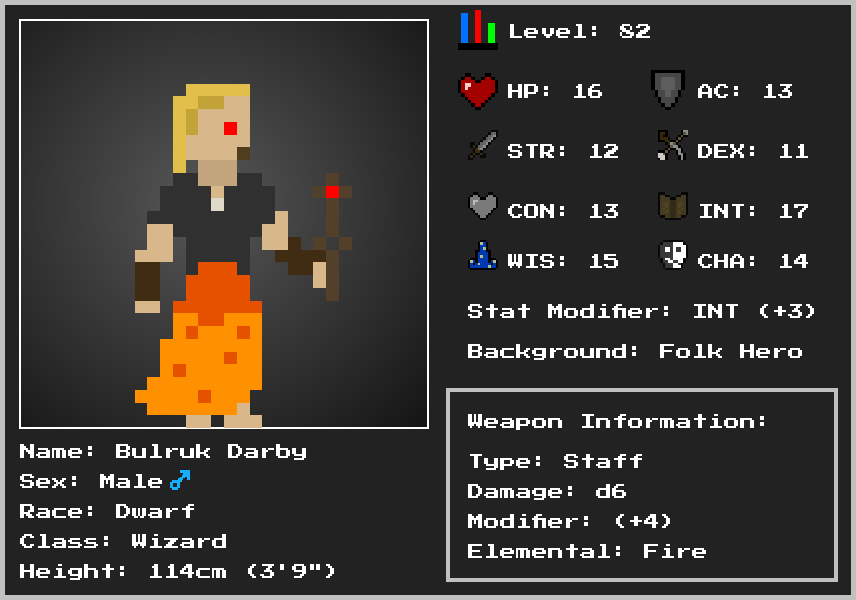 Level: 82
HP: 16 AC: 13
STR: 12 DEX: 11
CON: 13 INT: 17
WIS: 15 CHA: 14
Stat Modifier: INT (+3)
Background: Folk Hero
Weapon Information:
Type: Staff
Damage: d6
Modifier: (+4)
Elemental: Fire
Name: Bulruk Darby
Sex: Male♂
Race: Dwarf
Class: Wizard
Height: 114cm (3'9")